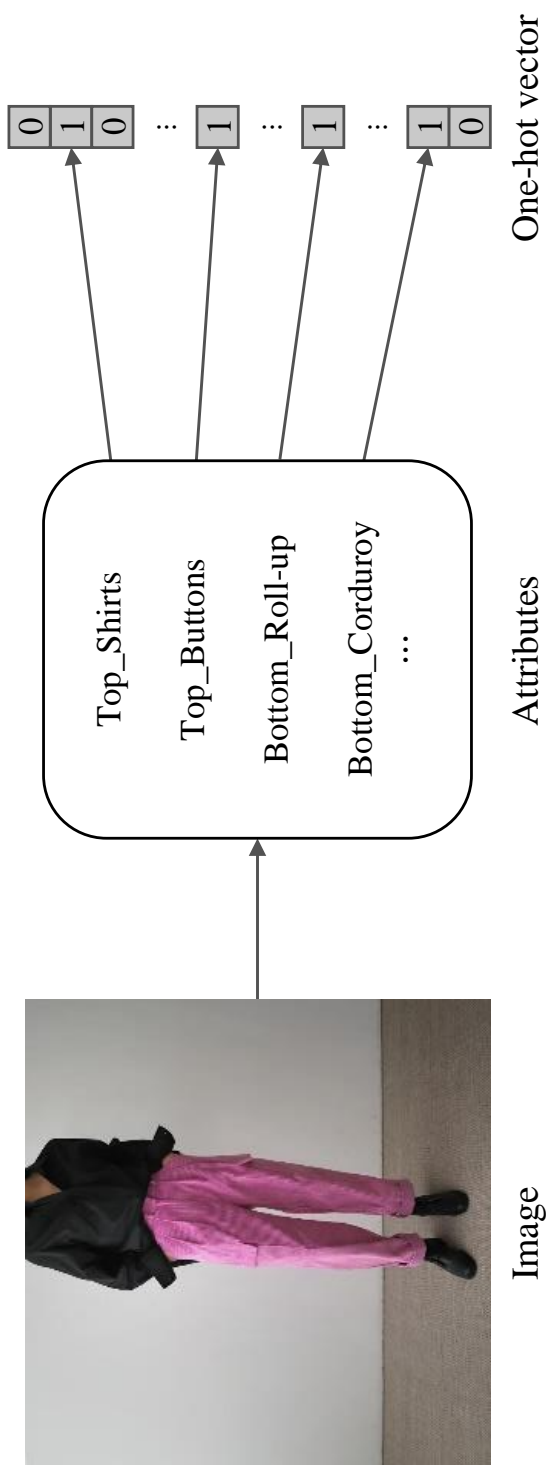 Top_Shirts
Top_Buttons
Bottom_Roll-up
Bottom_Corduroy
...
0
1
0
...
1
...
1
...
1
0
Image
Attributes
One-hot vector